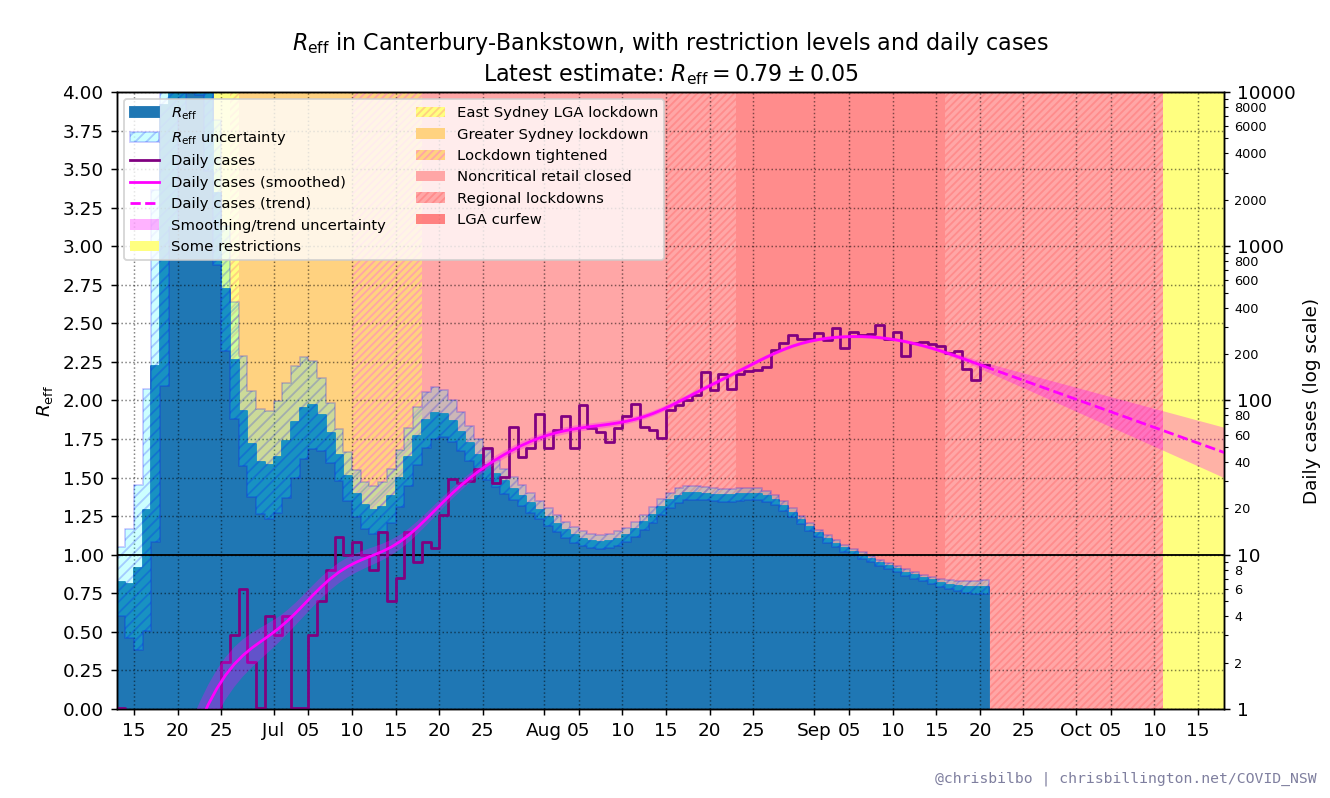 Reff in Canterbury-Bankstown, with restriction levels and daily cases
Latest estimate: Reff = 0.79 ± 0.05
Reff
Reff uncertainty
Daily cases
Daily cases (smoothed)
Daily cases (trend)
Smoothing/trend uncertainty
Some restrictions
East Sydney LGA lockdown
Greater Sydney lockdown
Lockdown tightened
Noncritical retail closed
Regional lockdowns
LGA curfew
4.00
3.75
3.50
3.25
3.00
2.75
2.50
2.25
2.00
1.75
1.50
1.25
1.00
0.75
0.50
0.25
0.00
Reff
10000
8000
6000
4000
2000
1000
800
600
400
200
100
80
60
40
20
10
8
6
4
2
1
Daily cases (log scale)
15 20 25 Jul 05 10 15 20 25 Aug 05 10 15 20 25 Sep 05 10 15 20 25 Oct 05 10 15
@chrisbilbo | chrisbillington.net/COVID_NSW